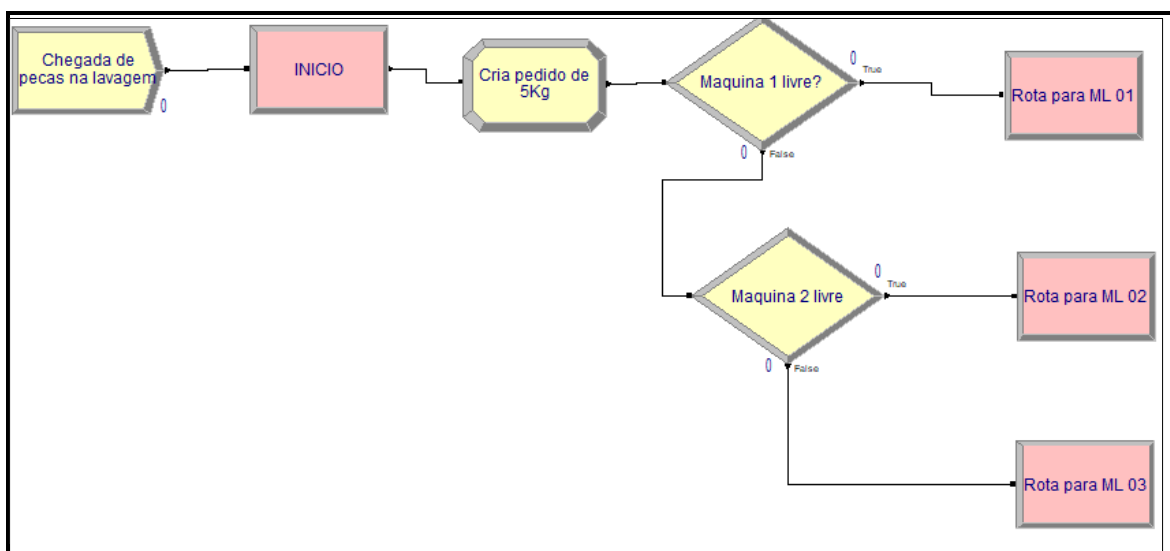 Chegada de
pecas na lavagem
0
INICIO
Cria pedido de
5Kg
Maquina 1 livre?
0
True
0
False
Rota para ML 01
Maquina 2 livre
0
True
0
False
Rota para ML 02
Rota para ML 03